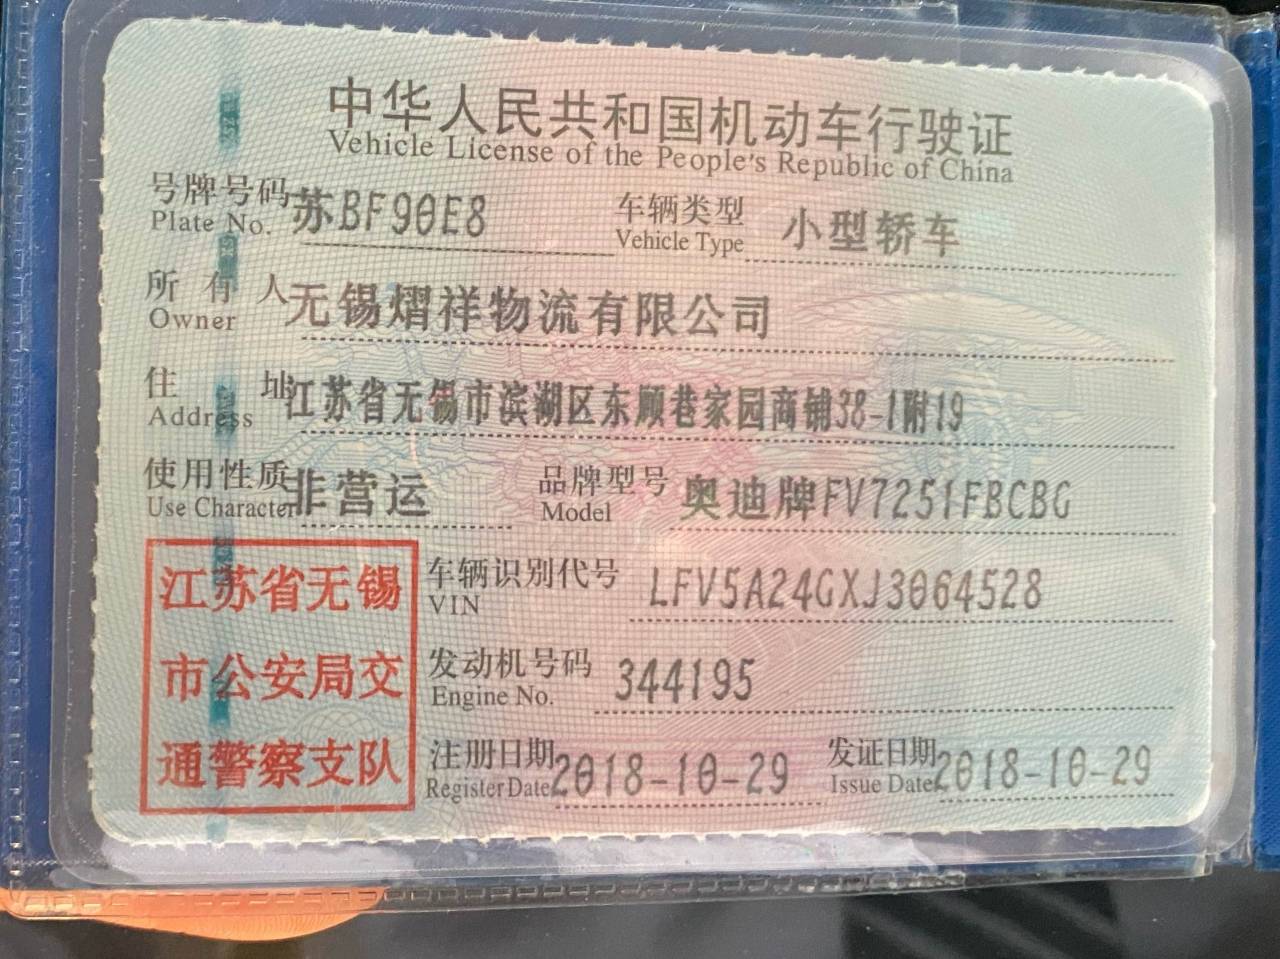 中华人民共和国机动车行驶证
Vehicle License of the People's Republic of China
号牌号码 苏BF90E8 车辆类型 小型轿车
Plate No. Vehicle Type
所有人 无锡熠祥物流有限公司
Owner
住址 江苏省无锡市滨湖区东顾巷家园商铺38-1附19
Address
使用性质 非营运 品牌型号 奥迪牌FV7251FBCBG
Use Character Model
江苏省无锡
市公安局交
通警察支队
车辆识别代号 LFV5A24GXJ3064528
VIN
发动机号码 344195
Engine No.
注册日期 2018-10-29 发证日期 2018-10-29
Register Date Issue Date